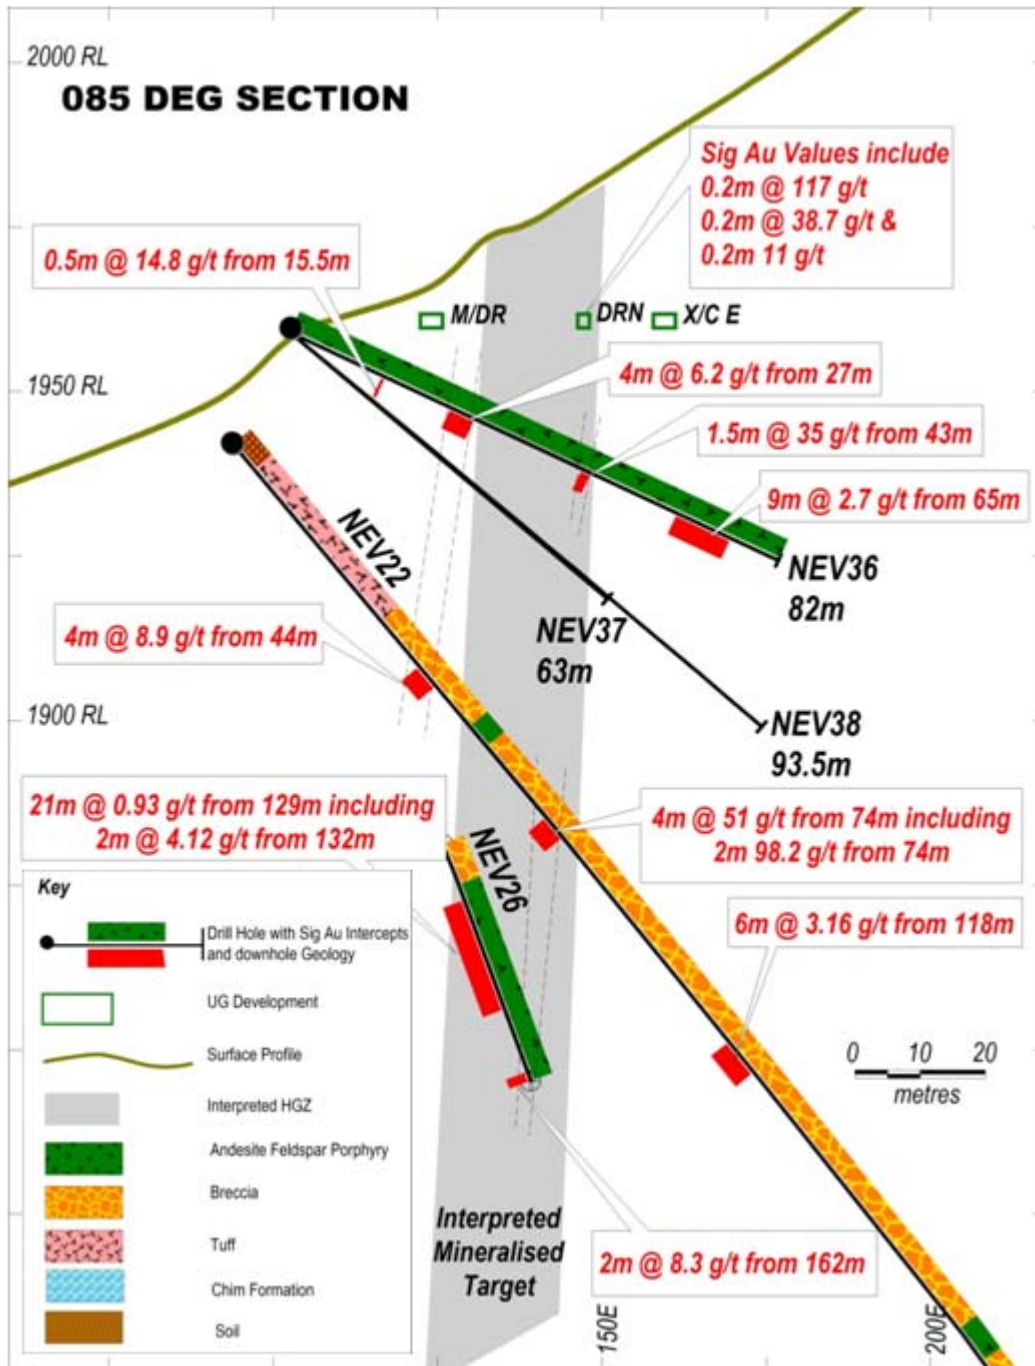 2000 RL
085 DEG SECTION
Sig Au Values include
0.2m @ 117 g/t
0.2m @ 38.7 g/t &
0.2m 11 g/t
0.5m @ 14.8 g/t from 15.5m
M/DR
DRN
X/C E
1950 RL
4m @ 6.2 g/t from 27m
1.5m @ 35 g/t from 43m
9m @ 2.7 g/t from 65m
NEV22
NEV36
82m
4m @ 8.9 g/t from 44m
NEV37
63m
1900 RL
NEV38
93.5m
21m @ 0.93 g/t from 129m including
2m @ 4.12 g/t from 132m
4m @ 51 g/t from 74m including
2m 98.2 g/t from 74m
NEV26
6m @ 3.16 g/t from 118m
Key
Drill Hole with Sig Au Intercepts
and downhole Geology
UG Development
Surface Profile
Interpreted HGZ
Andesite Feldspar Porphyry
Breccia
Tuff
Chim Formation
Soil
0 10 20
metres
Interpreted
Mineralised
Target
2m @ 8.3 g/t from 162m
150E
200E